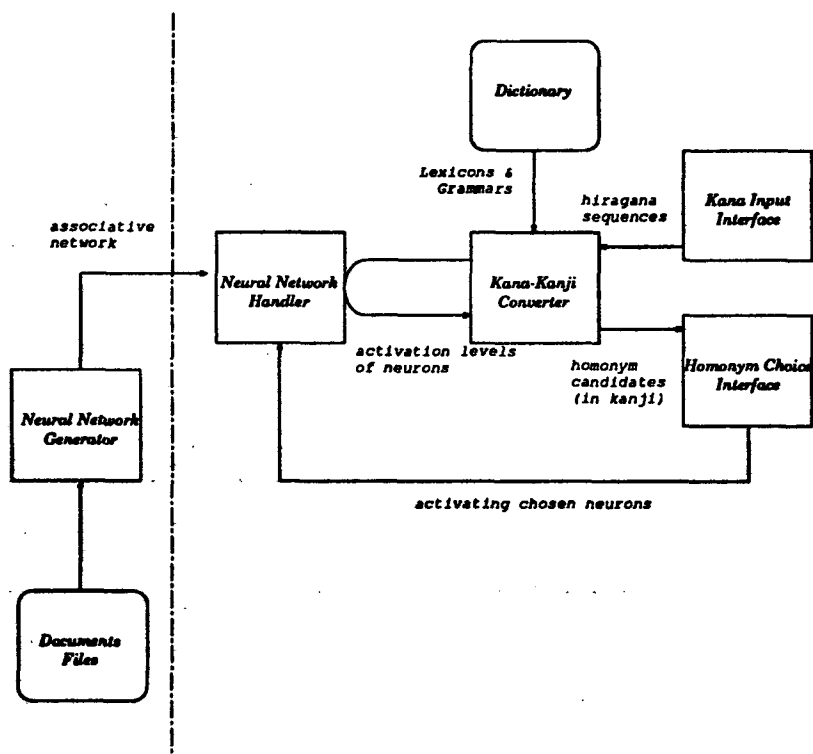 Dictionary
Lexicons &
Grammars
Kana Input
Interface
hiragana
sequences
associative
network
Neural Network
Handler
Kana-Kanji
Converter
activation levels
of neurons
homonym
candidates
(in kanji)
Homonym Choice
Interface
Neural Network
Generator
activating chosen neurons
Documents
Files